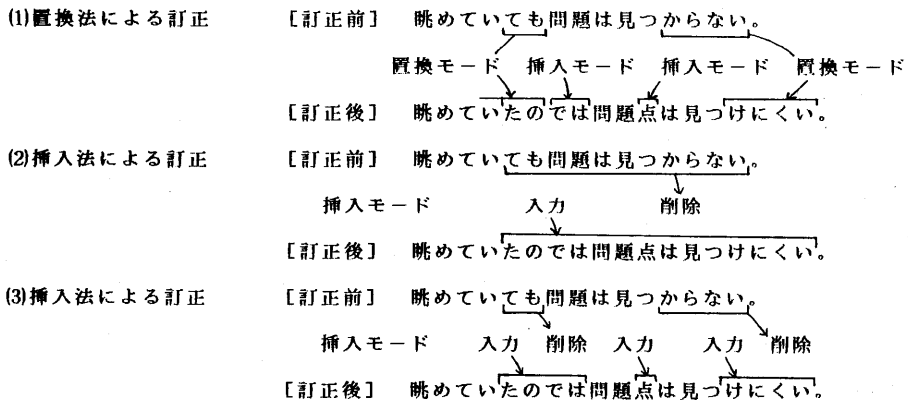 (1)置換法による訂正 [訂正前] 眺めていても問題は見つからない。
置換モード 挿入モード 挿入モード 置換モード
[訂正後] 眺めていたのでは問題点は見つけにくい。
(2)挿入法による訂正 [訂正前] 眺めていても問題は見つからない。
挿入モード 入力 削除
[訂正後] 眺めていたのでは問題点は見つけにくい。
(3)挿入法による訂正 [訂正前] 眺めていても問題は見つからない。
挿入モード 入力 削除 入力 入力 削除
[訂正後] 眺めていたのでは問題点は見つけにくい。